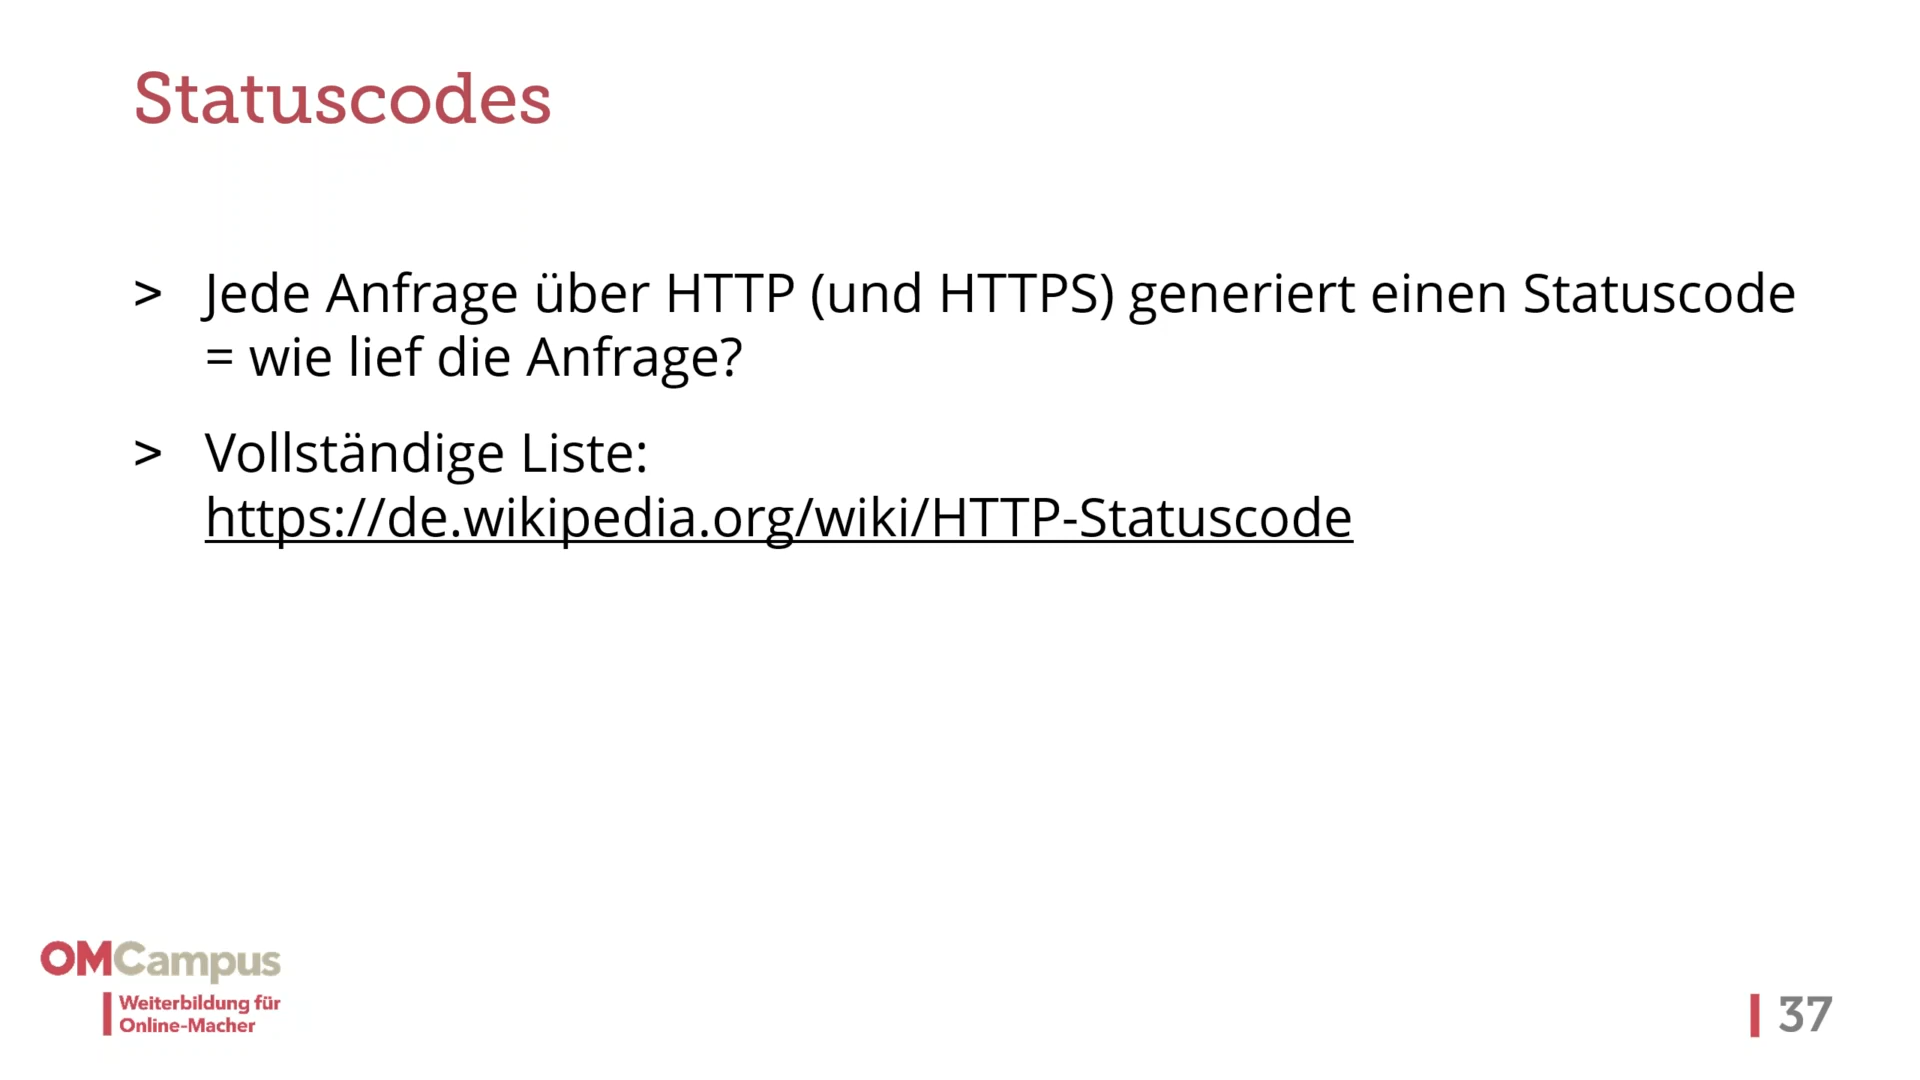 Statuscodes
> Jede Anfrage über HTTP (und HTTPS) generiert einen Statuscode
= wie lief die Anfrage?
> Vollständige Liste:
https://de.wikipedia.org/wiki/HTTP-Statuscode
OMCampus
Weiterbildung für
Online-Macher
37